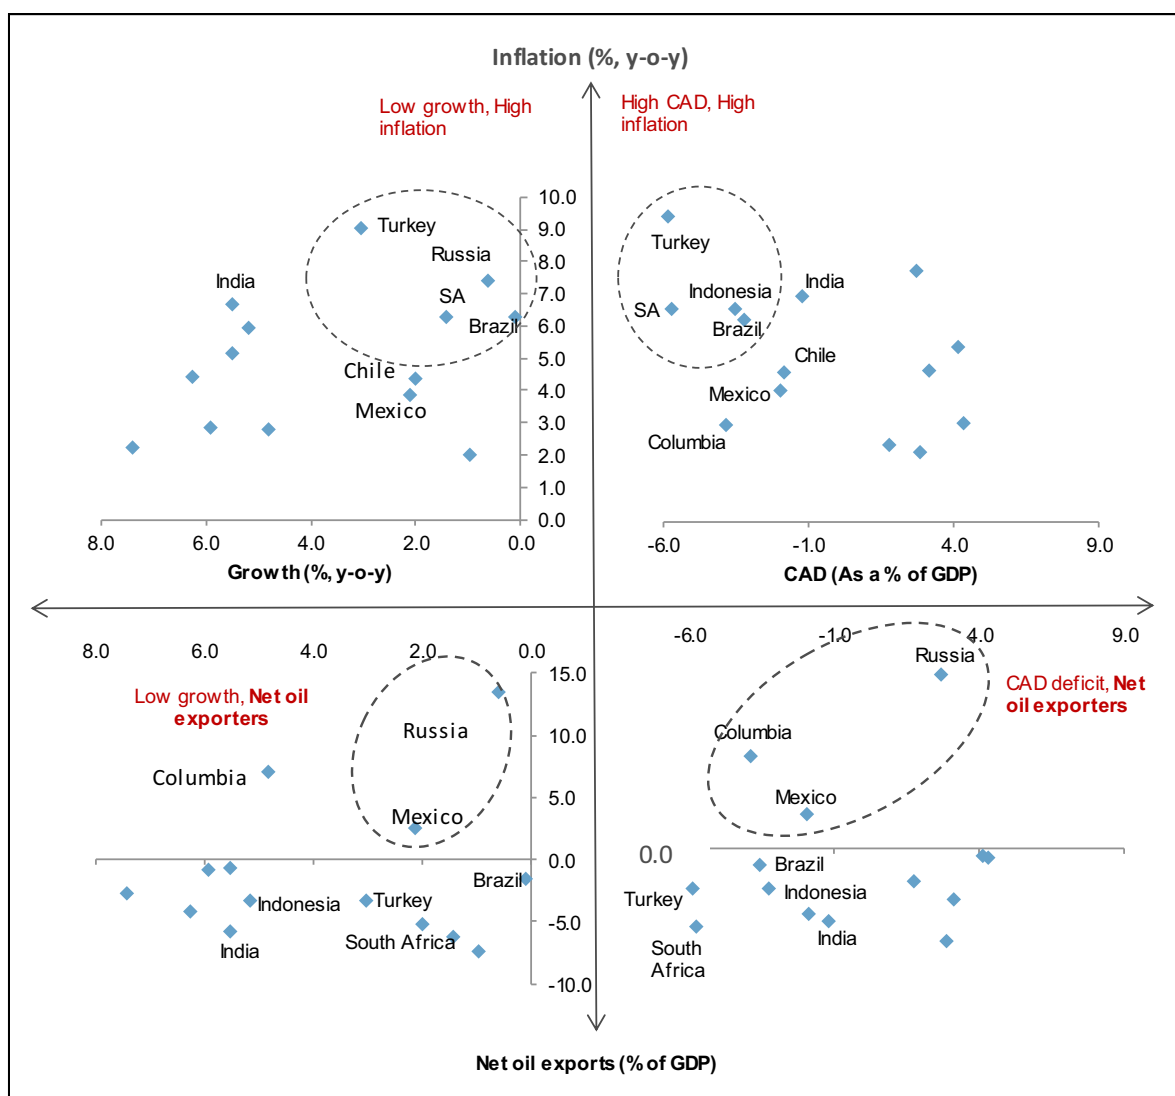 Inflation (%, y-o-y)
Low growth, High
inflation
High CAD, High
inflation
10.0
9.0
8.0
7.0
6.0
5.0
4.0
3.0
2.0
1.0
0.0
Turkey
Russia
India
SA
Brazil
Chile
Mexico
8.0 6.0 4.0 2.0 0.0
Growth (%, y-o-y)
Turkey
Indonesia
India
SA
Brazil
Chile
Mexico
Columbia
-6.0 -1.0 4.0 9.0
CAD (As a % of GDP)
8.0 6.0 4.0 2.0 0.0
15.0
10.0
5.0
0.0
-5.0
-10.0
Low growth, Net oil
exporters
Russia
Columbia
Mexico
Brazil
Indonesia
Turkey
South Africa
India
-6.0 -1.0 4.0 9.0
Russia
CAD deficit, Net
oil exporters
Columbia
Mexico
0.0
Brazil
Turkey
Indonesia
India
South
Africa
Net oil exports (% of GDP)